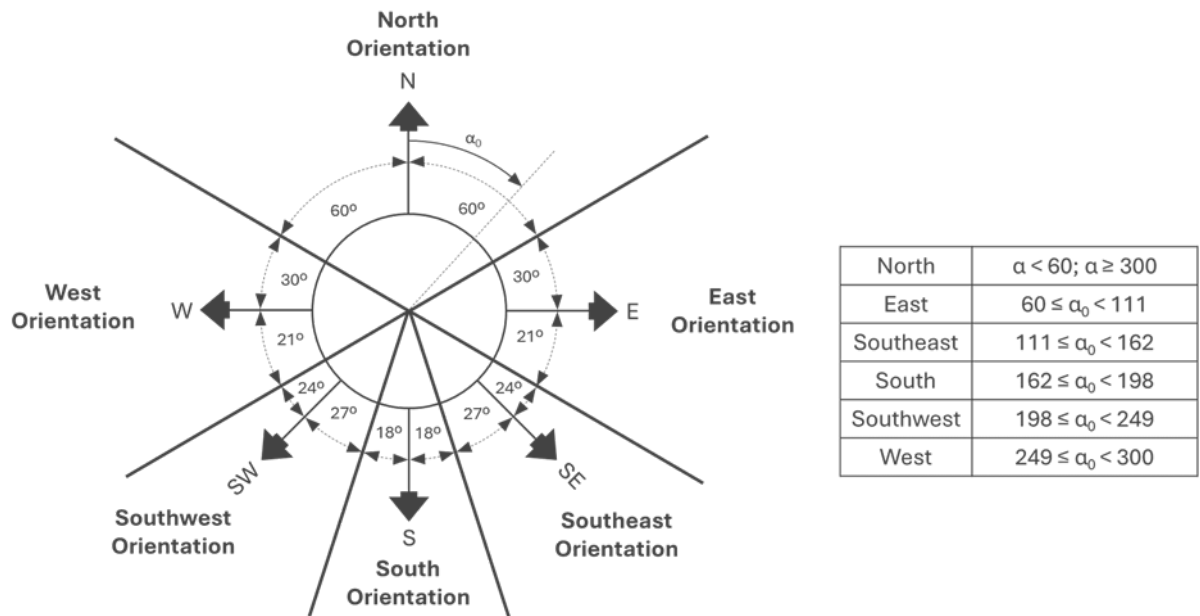 North
Orientation
N
α₀
60º
60º
30º
30º
West
Orientation
W
E
East
Orientation
21º
21º
24º
24º
27º
27º
18º
18º
SW
SE
S
Southwest
Orientation
Southeast
Orientation
South
Orientation
North α < 60; α ≥ 300
East 60 ≤ α₀ < 111
Southeast 111 ≤ α₀ < 162
South 162 ≤ α₀ < 198
Southwest 198 ≤ α₀ < 249
West 249 ≤ α₀ < 300